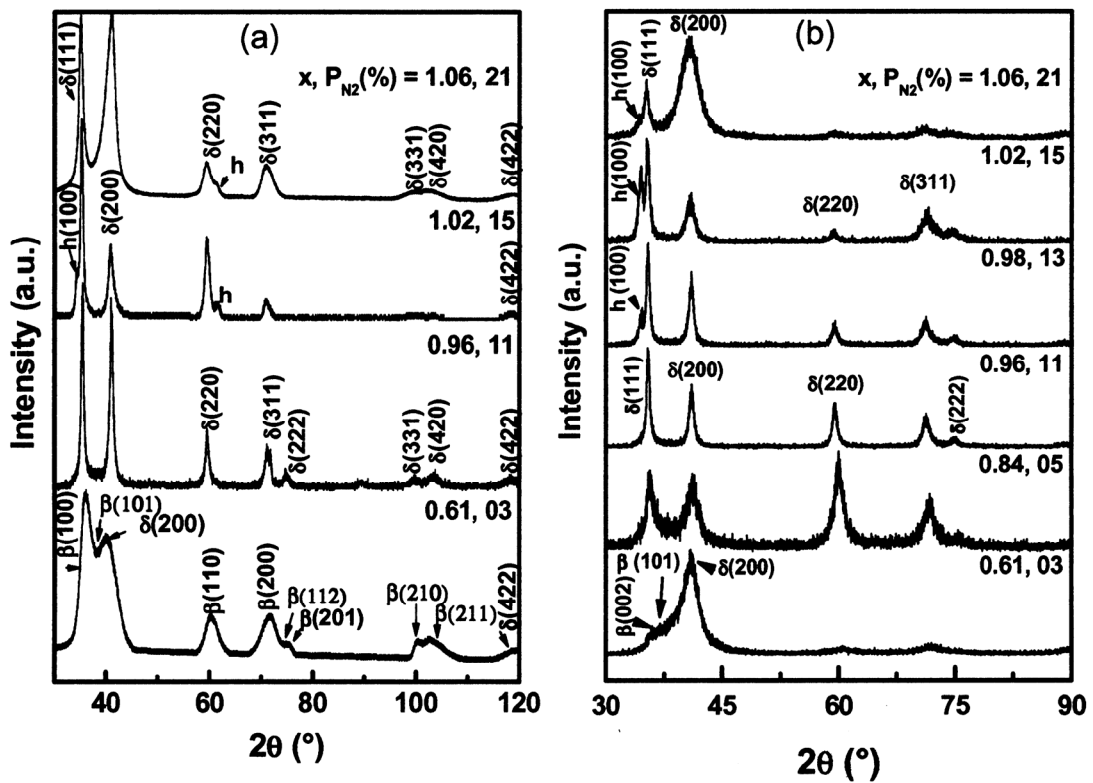 (a)
δ(111)
x, P_N2(%) = 1.06, 21
δ(220)
h
δ(311)
δ(331)
δ(420)
δ(422)
1.02, 15
h(100)
δ(200)
h
δ(422)
0.96, 11
δ(220)
δ(311)
δ(222)
δ(331)
δ(420)
δ(422)
0.61, 03
β(100)
β(101)
δ(200)
β(110)
β(200)
β(112)
β(201)
β(210)
β(211)
δ(422)
Intensity (a.u.)
40 60 80 100 120
2θ (°)
(b)
h(100)
δ(111)
δ(200)
x, P_N2(%) = 1.06, 21
1.02, 15
h(100)
δ(220)
δ(311)
0.98, 13
h(100)
0.96, 11
δ(111)
δ(200)
δ(220)
δ(222)
0.84, 05
0.61, 03
β(002)
β (101)
δ(200)
Intensity (a.u.)
30 45 60 75 90
2θ (°)